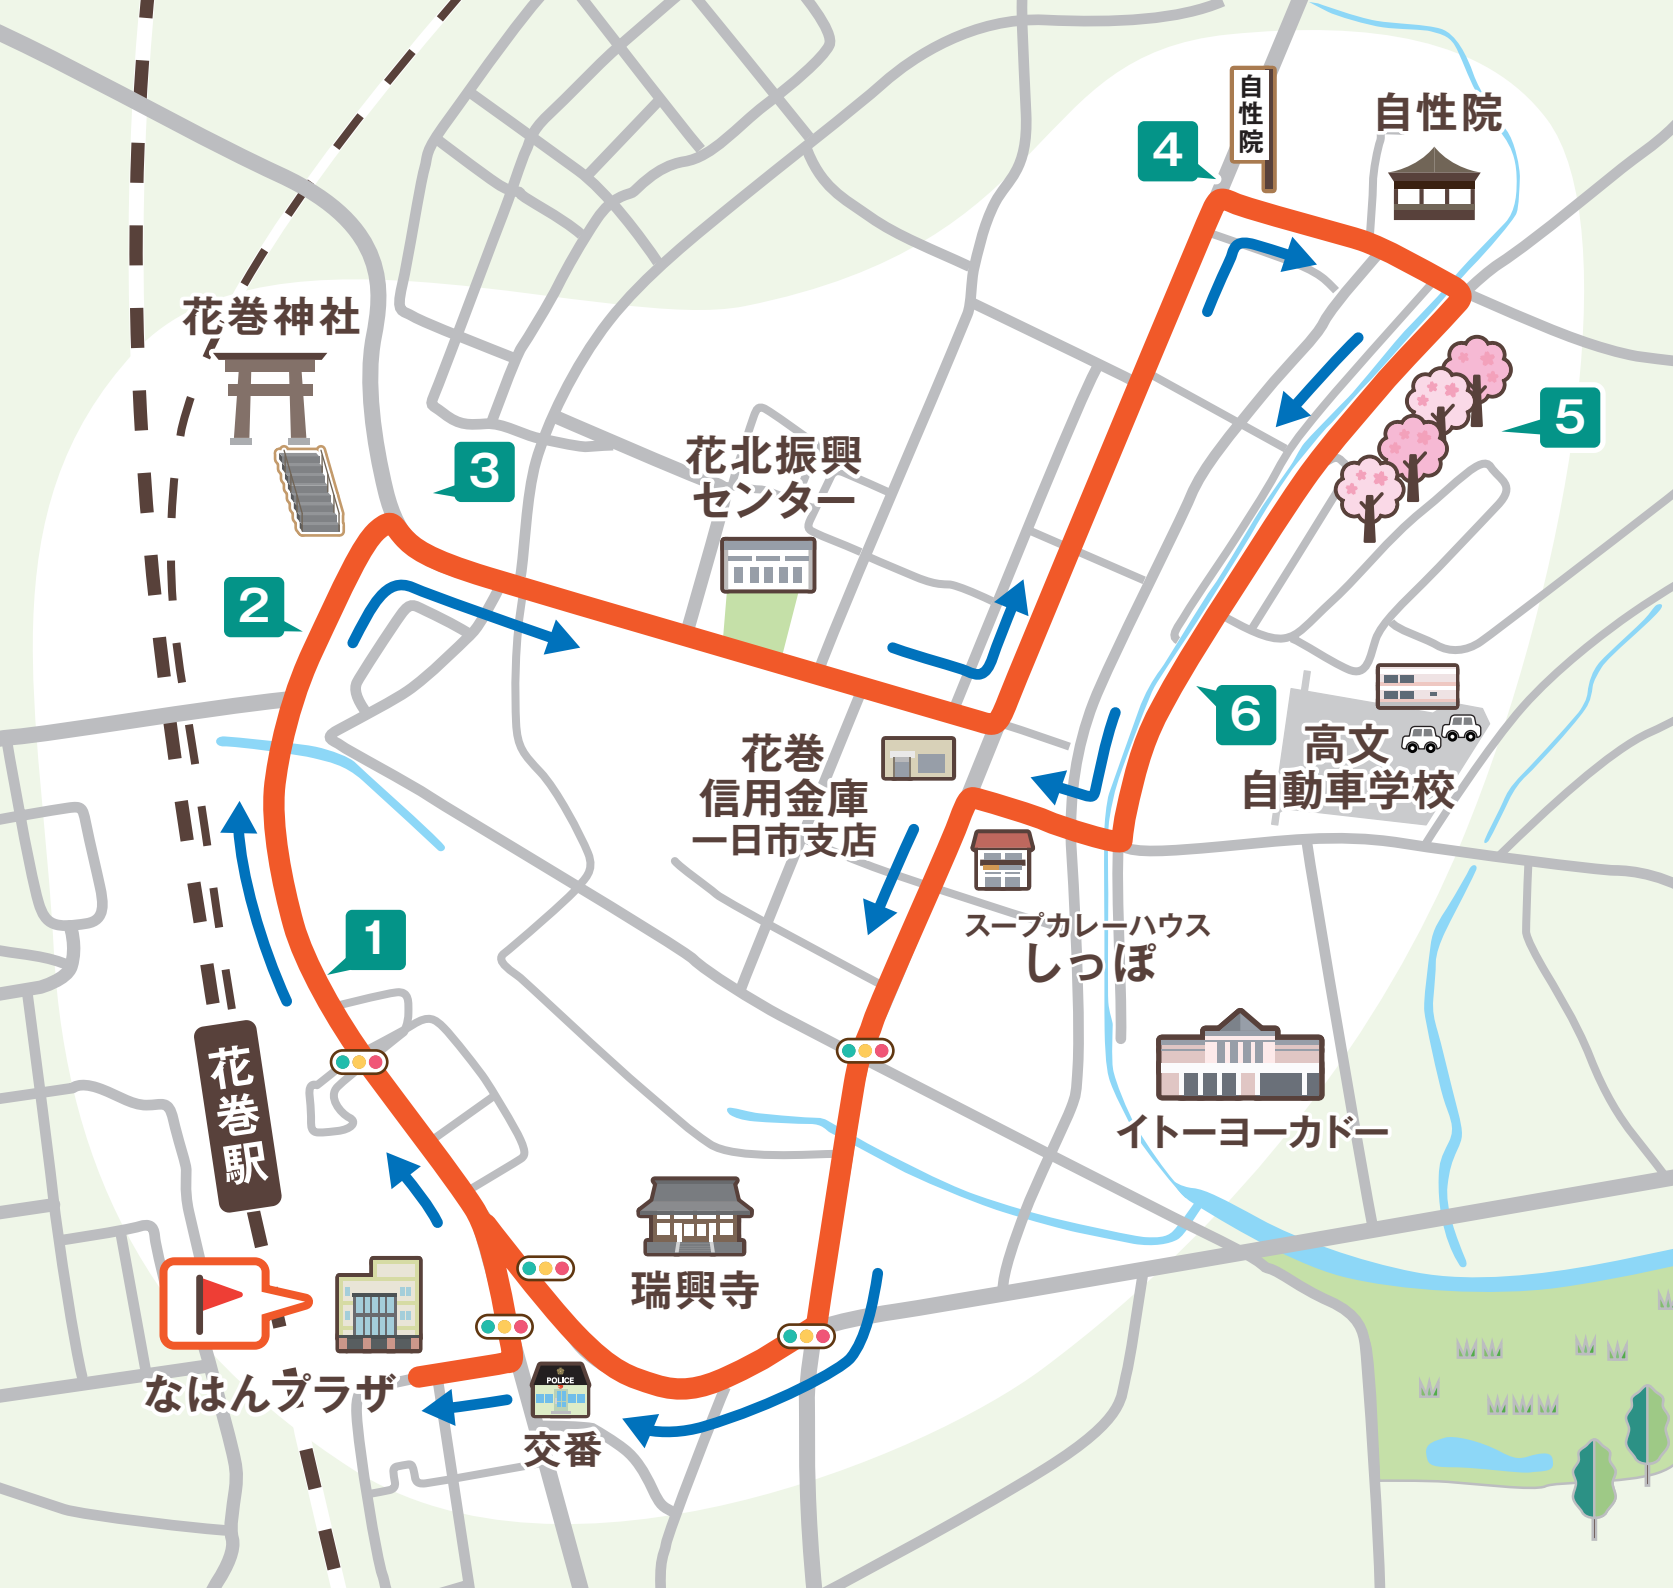 自性院
自性院
4
花巻神社
5
3
花北振興
センター
2
6
高文
自動車学校
花巻
信用金庫
一日市支店
1
スープカレーハウス
しっぽ
花巻駅
イトーヨーカドー
瑞興寺
なはんプラザ
POLICE
交番